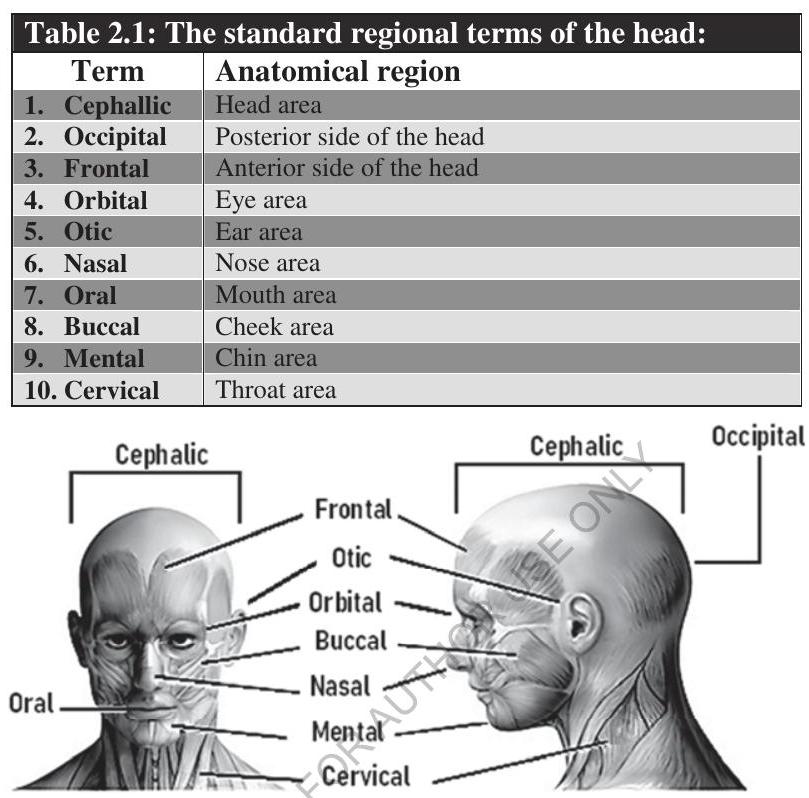 Table 2.1: The standard regional terms of the head:
Term Anatomical region
1. Cephallic Head area
2. Occipital Posterior side of the head
3. Frontal Anterior side of the head
4. Orbital Eye area
5. Otic Ear area
6. Nasal Nose area
7. Oral Mouth area
8. Buccal Cheek area
9. Mental Chin area
10. Cervical Throat area
Cephalic
Cephalic
Occipital
Frontal
Otic
Orbital
Buccal
Nasal
Oral
Mental
Cervical
FOR AUTHOR USE ONLY